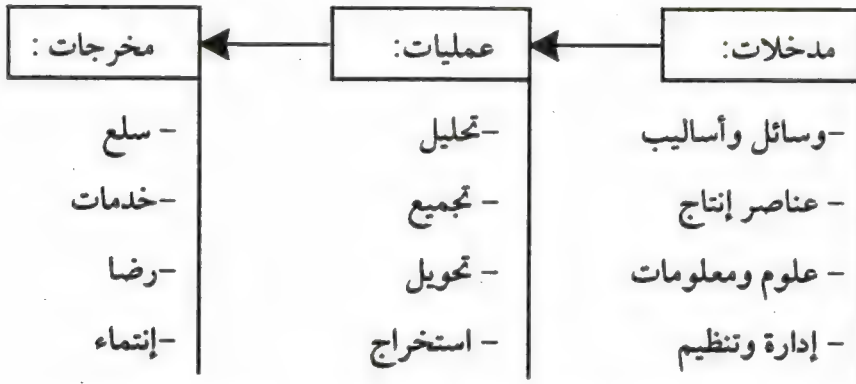 مدخلات:
-وسائل وأساليب
- عناصر إنتاج
- علوم ومعلومات
- إدارة وتنظيم
عمليات:
-تحليل
- تجميع
- تحويل
- استخراج
مخرجات :
- سلع
-خدمات
-رضا
-إنتماء